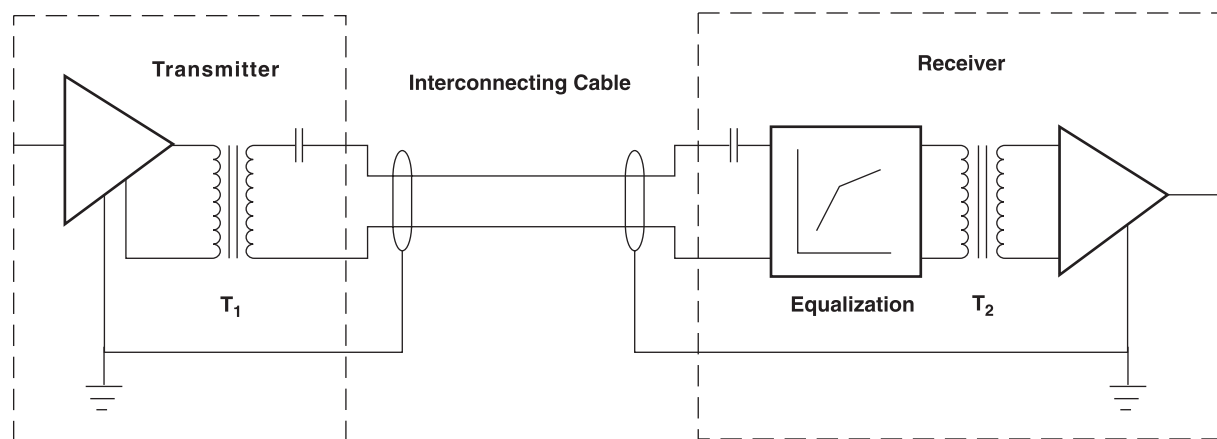 Transmitter
Interconnecting Cable
Receiver
T1
Equalization
T2